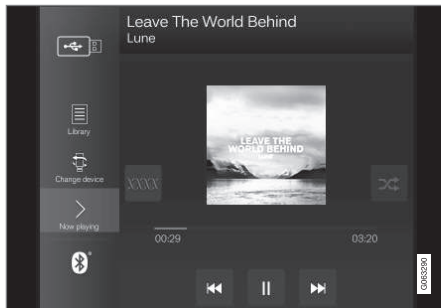 Leave The World Behind
Lune
Library
Change device
Now playing
LEAVE THE
WORLD BEHIND
LUNE
XXXX
00:29
03:20
G063290